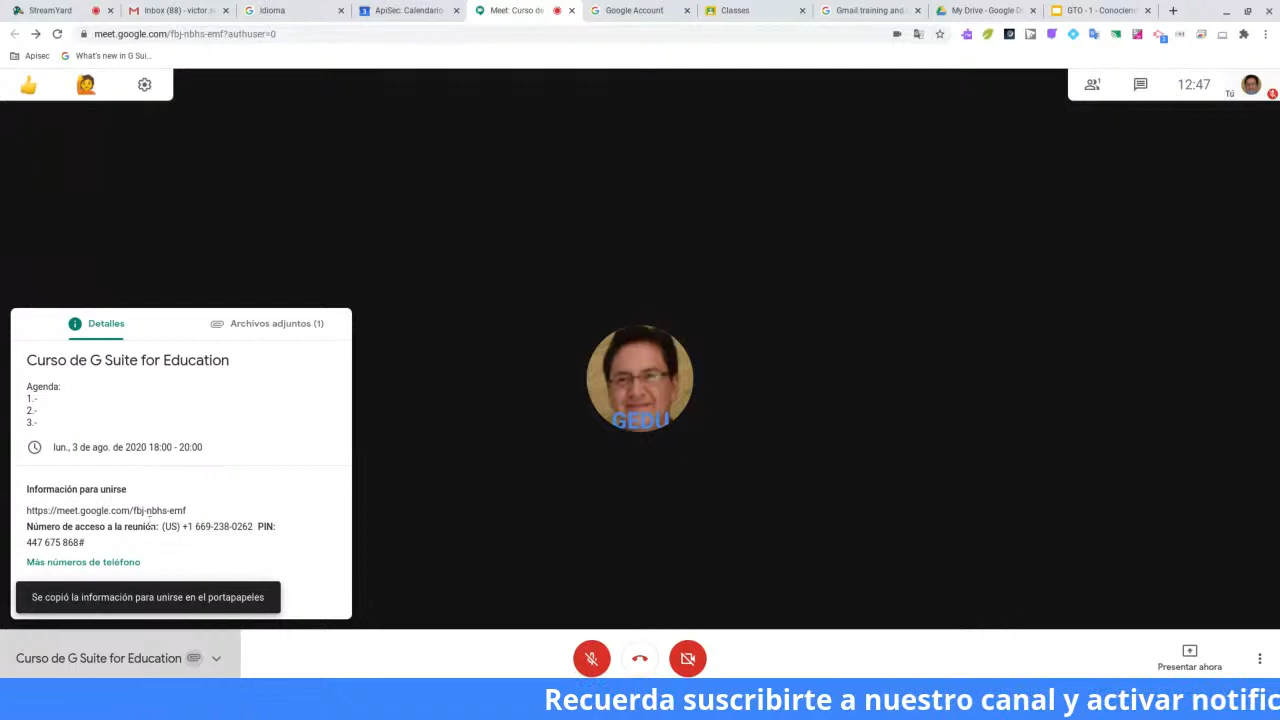 StreamYard
Inbox (88) - victor.s
Idioma
ApiSec. Calendario
Meet: Curso de
Google Account
Classes
Gmail training and
My Drive - Google D
GTO - 1 - Conocien
meet.google.com/fbj-nbhs-emf?authuser=0
Apisec
What's new in G Sui...
1
12:47
Tú
Detalles
Archivos adjuntos (1)
Curso de G Suite for Education
Agenda:
1.-
2.-
3.-
lun., 3 de ago. de 2020 18:00 - 20:00
GEDU
Información para unirse
https://meet.google.com/fbj-nbhs-emf
Número de acceso a la reunión: (US) +1 669-238-0262 PIN:
447 675 868#
Más números de teléfono
Se copió la información para unirse en el portapapeles
Curso de G Suite for Education
Presentar ahora
Recuerda suscribirte a nuestro canal y activar notific